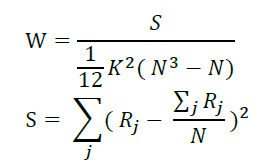 W = S / (1/12 K²( N³ − N))
S = ∑_j ( R_j − (∑_j R_j)/N )²